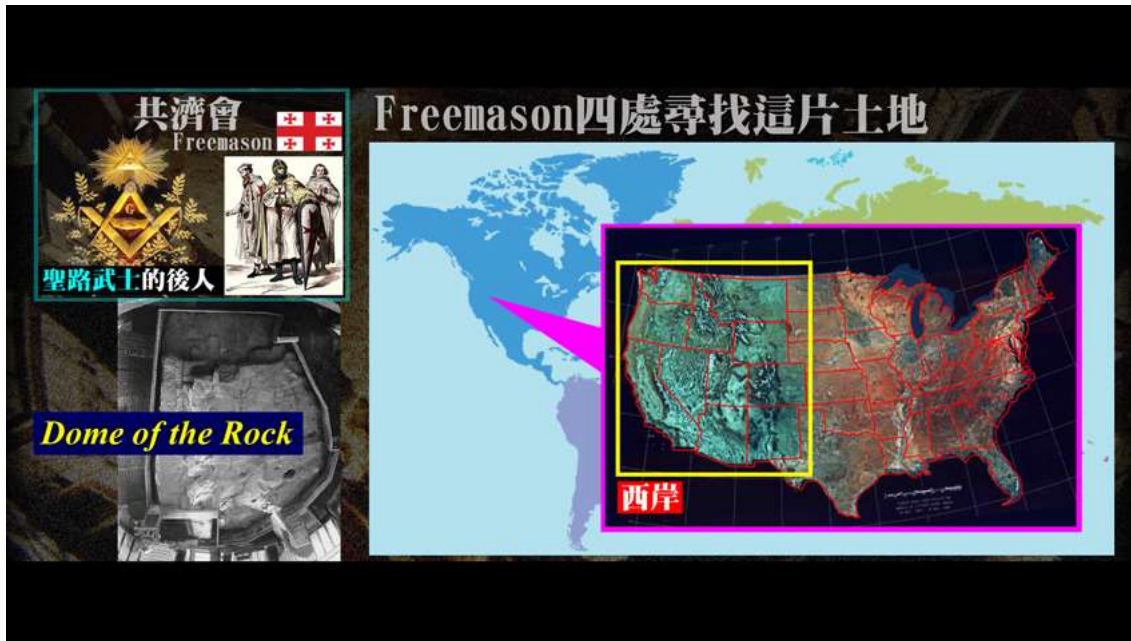 共濟會
Freemason
聖路武士的後人
Dome of the Rock
Freemason四處尋找這片土地
G
西岸